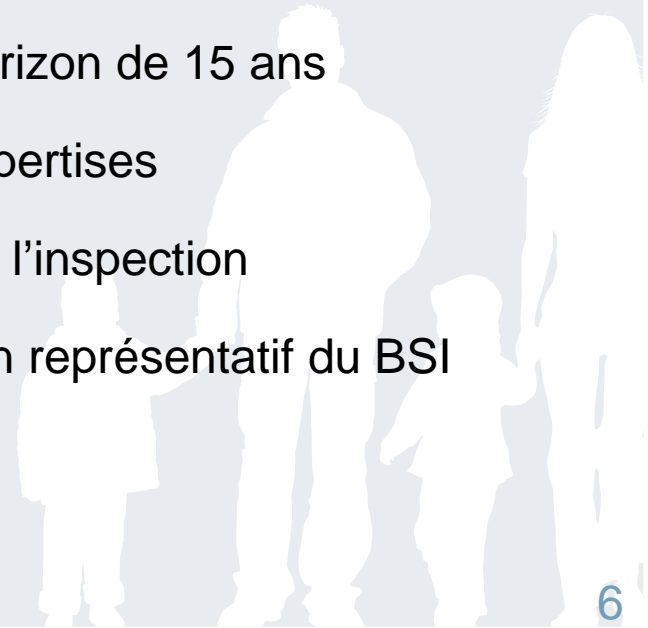 rizon de 15 ans
pertises
l’inspection
n représentatif du BSI
6